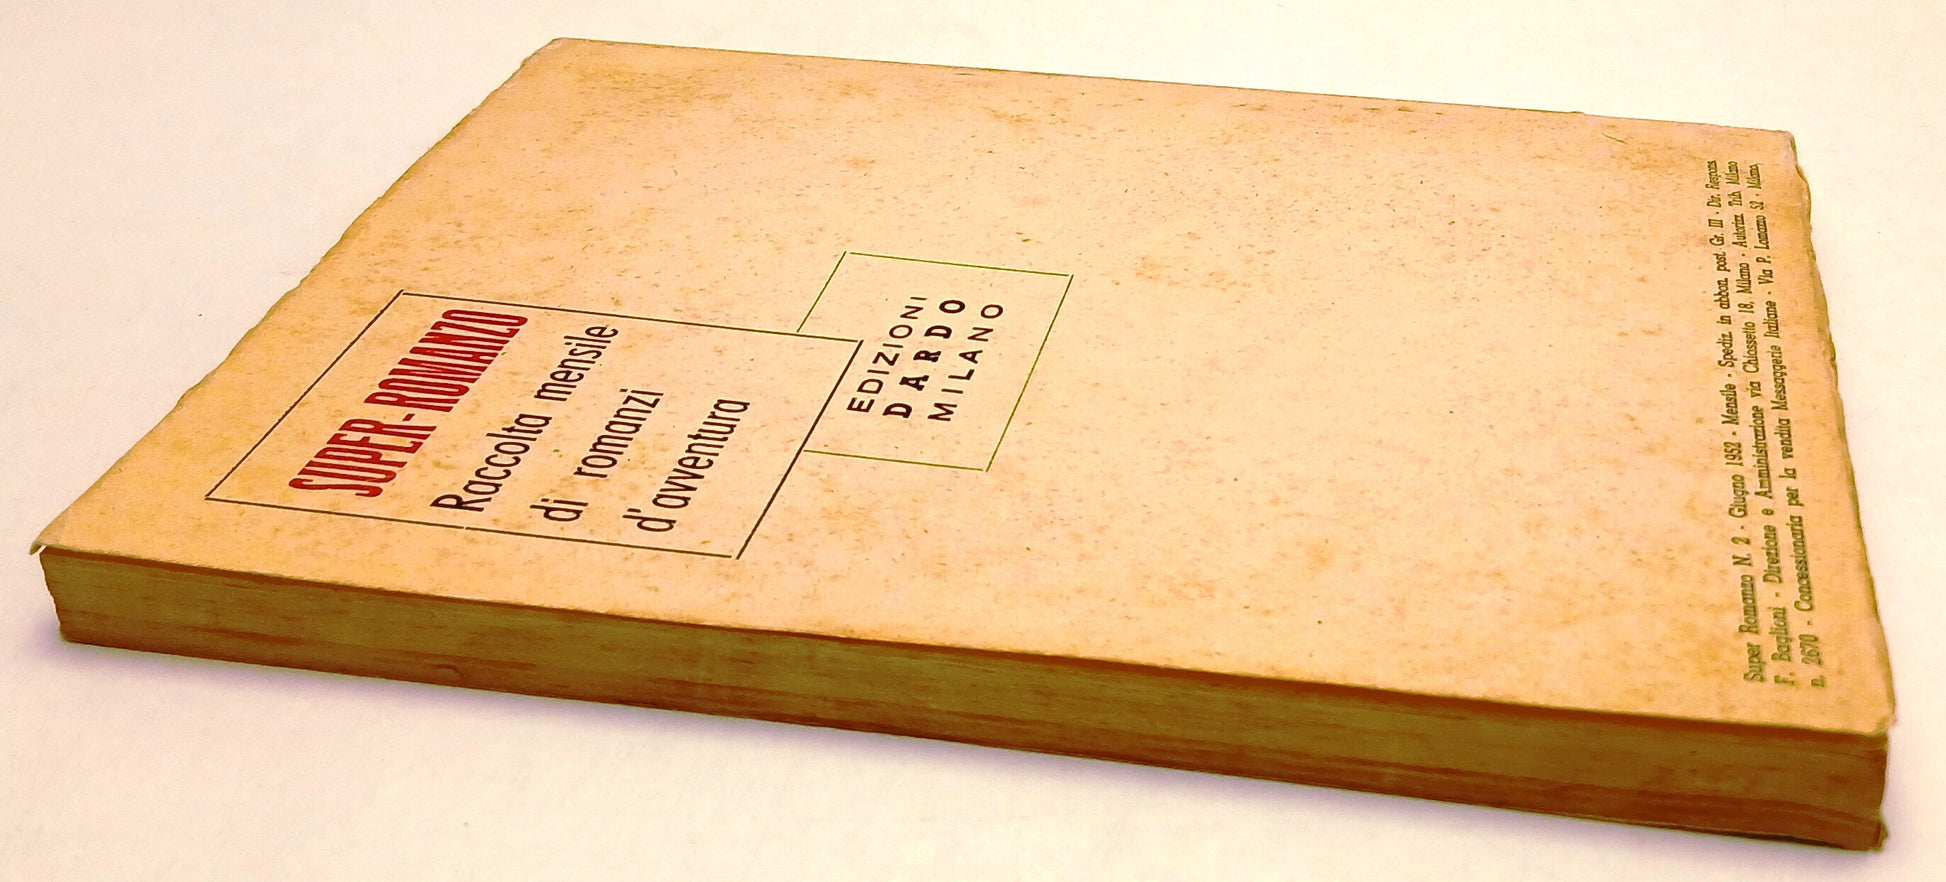 SUPER-ROMANZO
Raccolta mensile
di romanzi
d'avventura
EDIZIONI
DARDO
MILANO
Super Romanzo N. 2 - Giugno 1952 - Mensile - Spediz. in abbon. post. Gr. III - Dir. Respons.
F. Baglioni - Direzione e Amministrazione via Chiassetto 18, Milano - Autorizz. Trib. Milano
n. 2670 - Concessionaria per la vendita Messaggerie Italiane - Via P. Lomazzo 52 - Milano.